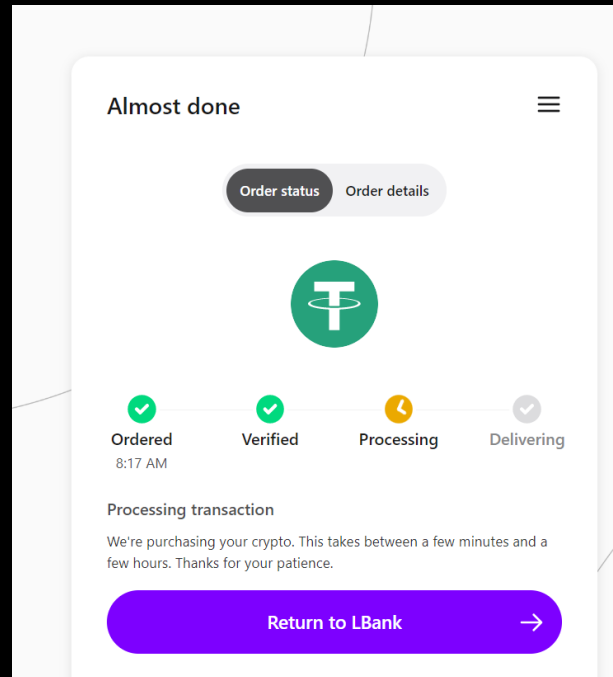 Almost done
Order status Order details
Ordered Verified Processing Delivering
8:17 AM
Processing transaction
We're purchasing your crypto. This takes between a few minutes and a
few hours. Thanks for your patience.
Return to LBank